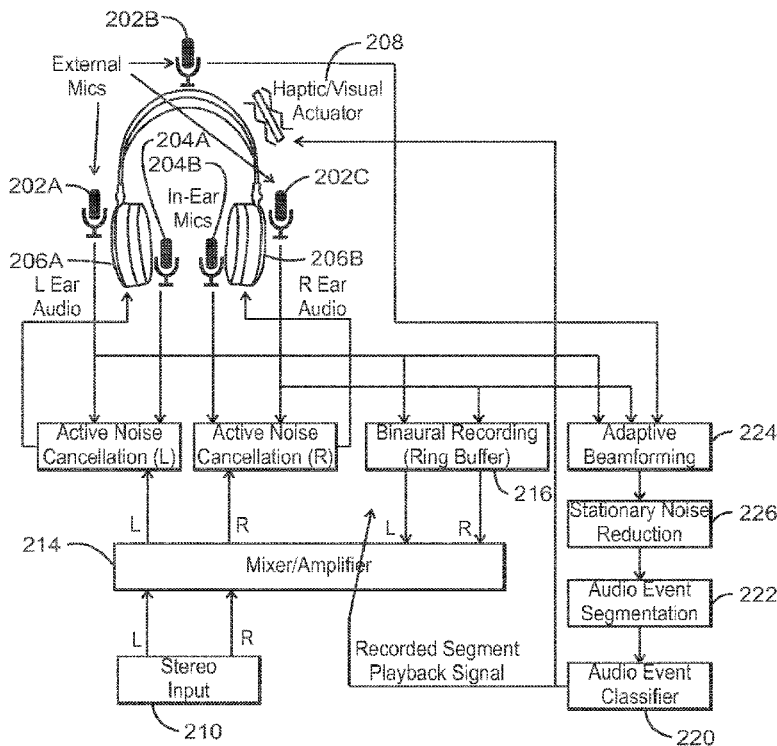 202B
208
External
Mics
Haptic/Visual
Actuator
204A
204B
202A
In-Ear
Mics
202C
206A
206B
L Ear
Audio
R Ear
Audio
Active Noise
Cancellation (L)
Active Noise
Cancellation (R)
Binaural Recording
(Ring Buffer)
Adaptive
Beamforming
224
216
Stationary Noise
Reduction
226
L
R
L
R
214
Mixer/Amplifier
Audio Event
Segmentation
222
L
R
Recorded Segment
Playback Signal
Stereo
Input
Audio Event
Classifier
210
220